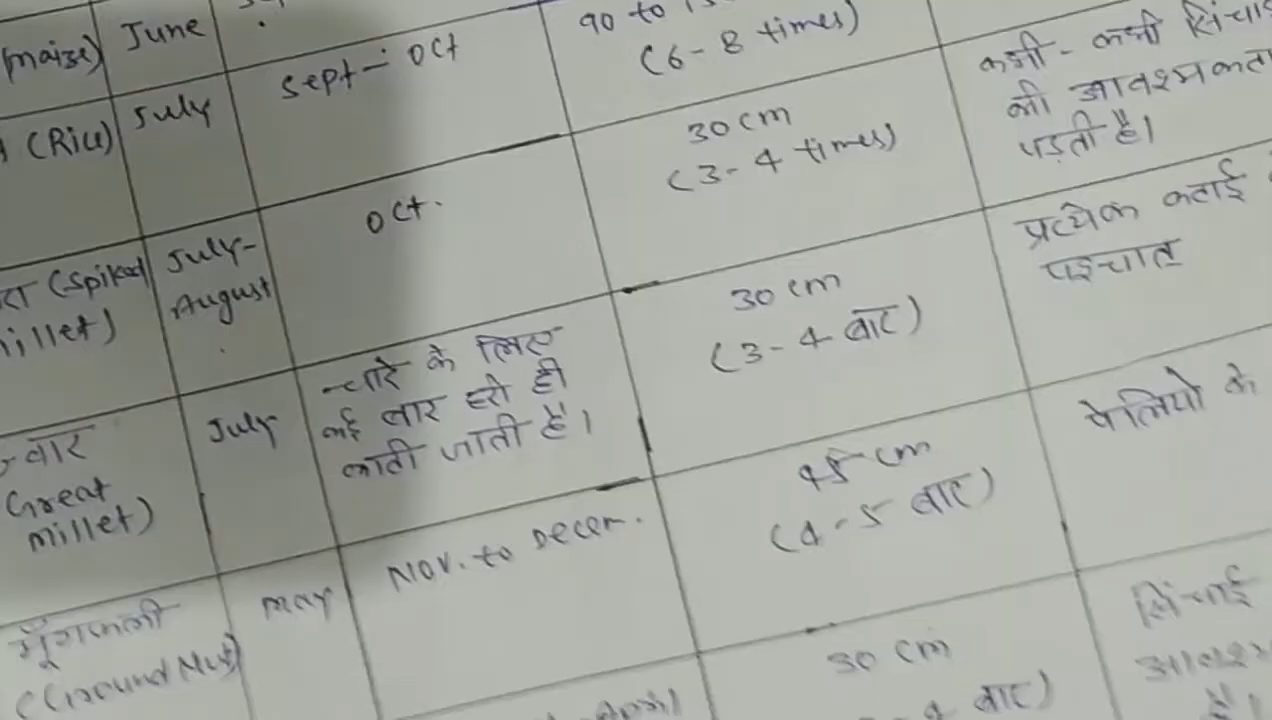 (maize)
June
90 to
(6-8 times)
(Rice)
July
Sept - Oct
30 cm
(3-4 times)
कभी - कभी सिंचाई
की आवश्यकता
पड़ती है।
(Spiked
millet)
July-
August
Oct.
30 cm
(3-4 बार)
प्रत्येक कटाई
पश्चात्
ज्वार
Great
millet)
July
चारे के लिए
कई बार हरी ही
काटी जाती है।
45 cm
(4-5 बार)
के
मूँगफली
(Ground Nut)
May
Nov. to Decem.
30 cm
बार)
सिंचाई
है।